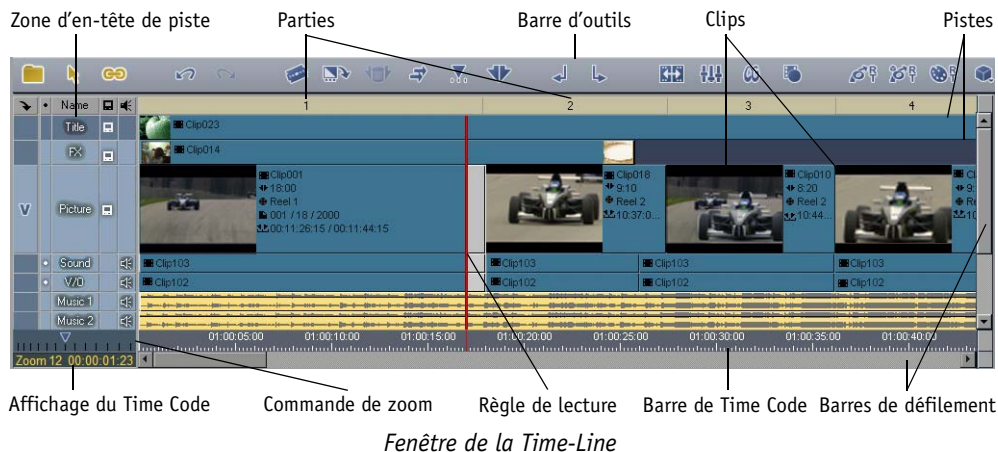 Zone d'en-tête de piste Parties Barre d'outils Clips Pistes
Name 1 2 3 4
Title Clip023
FX Clip014
V Picture
Clip001
18:00
Reel 1
001 / 18 / 2000
00:11:26:15 / 00:11:44:15
Clip018
9:10
Reel 2
10:37:0...
Clip010
8:20
Reel 2
10:44...
Cl
9:
Re
10
Sound Clip103 Clip103 Clip103 Clip103
V/O Clip102 Clip102 Clip102 Clip102
Music 1
Music 2
01:00:05:00 01:00:10:00 01:00:15:00 01:00:20:00 01:00:25:00 01:00:30:00 01:00:35:00 01:00:40:00
Zoom 12 00:00:01:23
Affichage du Time Code Commande de zoom Règle de lecture Barre de Time Code Barres de défilement
Fenêtre de la Time-Line